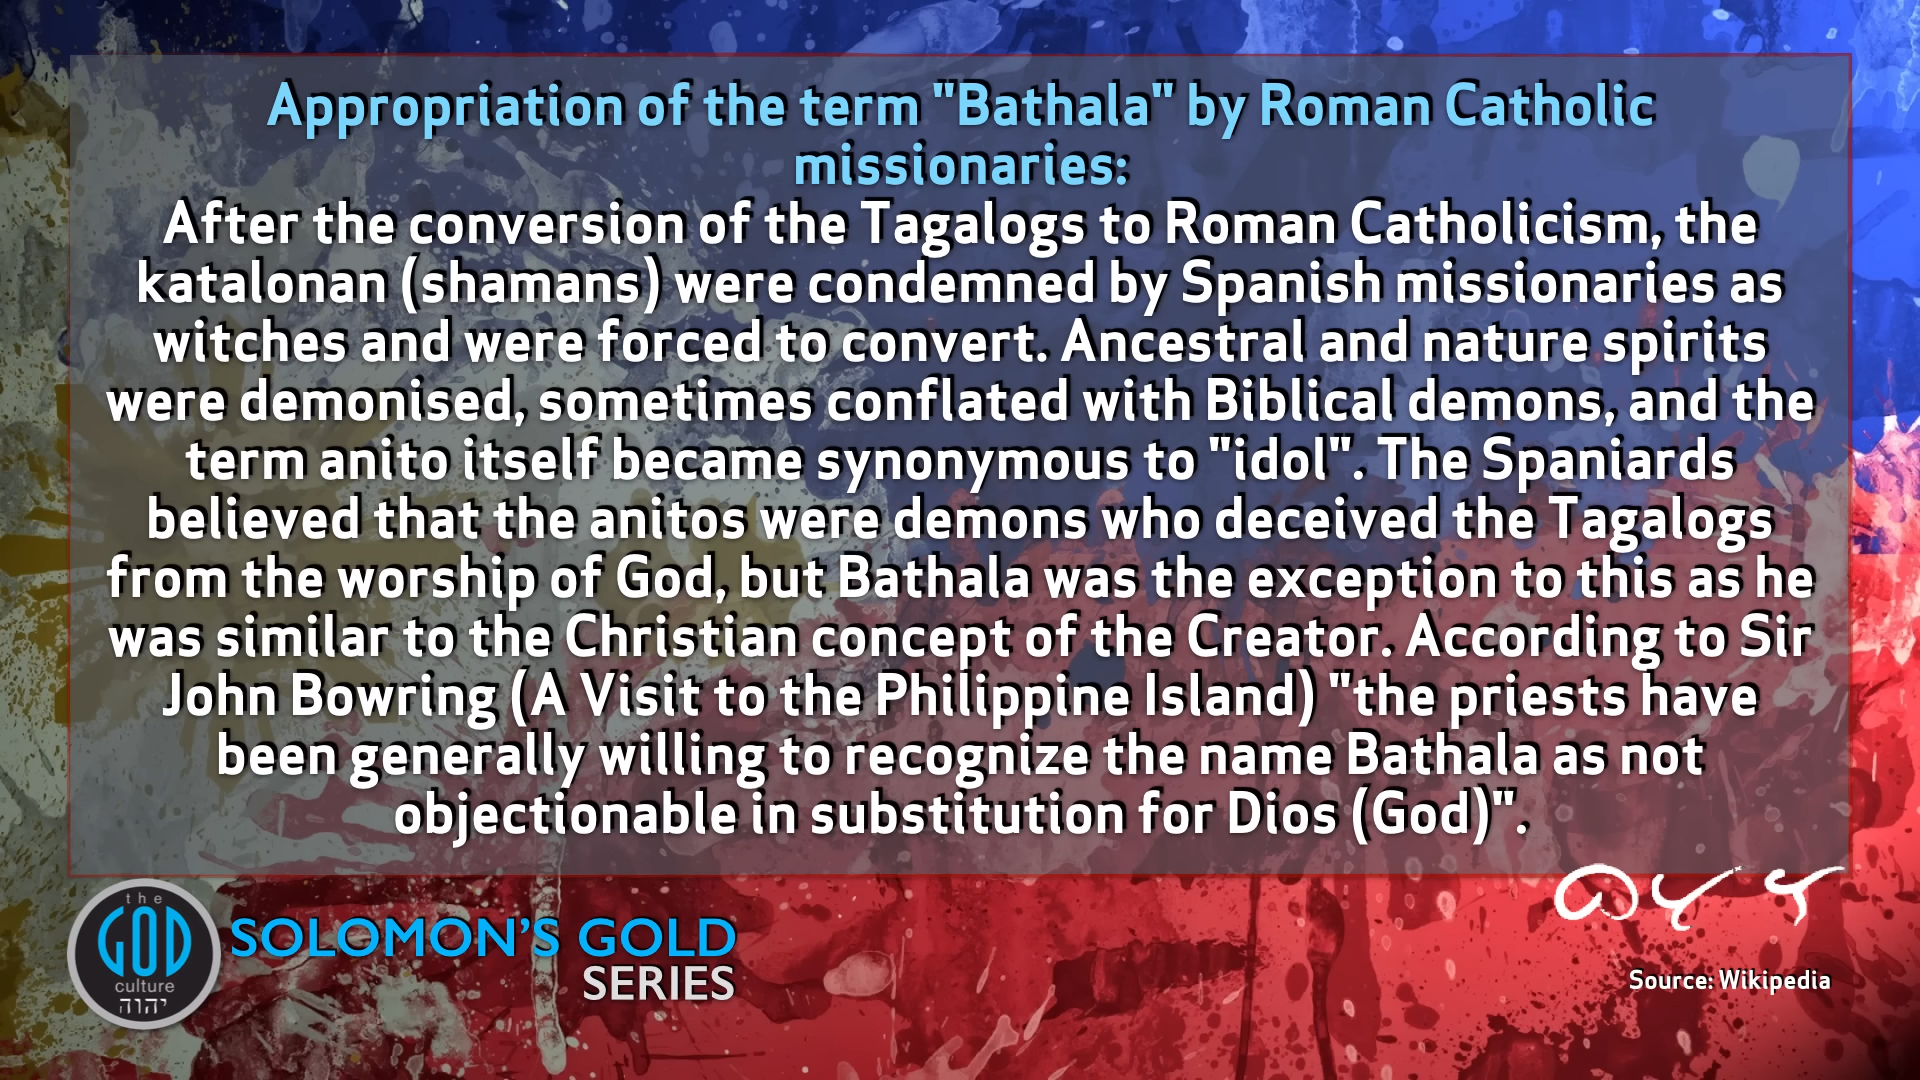 Appropriation of the term "Bathala" by Roman Catholic
missionaries:
After the conversion of the Tagalogs to Roman Catholicism, the
katalonan (shamans) were condemned by Spanish missionaries as
witches and were forced to convert. Ancestral and nature spirits
were demonised, sometimes conflated with Biblical demons, and the
term anito itself became synonymous to "idol". The Spaniards
believed that the anitos were demons who deceived the Tagalogs
from the worship of God, but Bathala was the exception to this as he
was similar to the Christian concept of the Creator. According to Sir
John Bowring (A Visit to the Philippine Island) "the priests have
been generally willing to recognize the name Bathala as not
objectionable in substitution for Dios (God)".
the
GOD
culture
יהוה
SOLOMON'S GOLD
SERIES
Source: Wikipedia